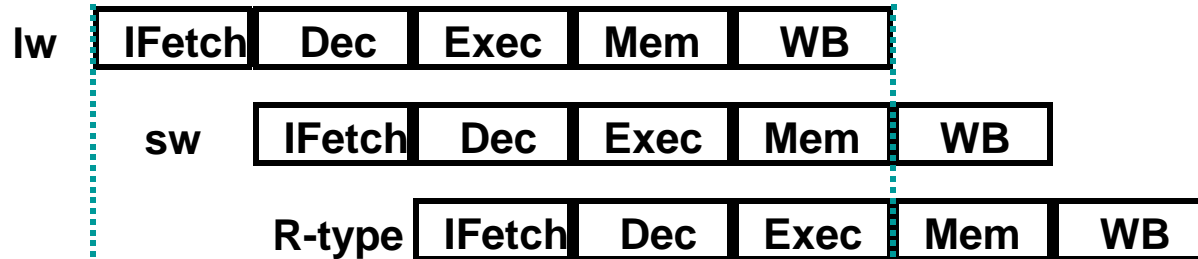 lw IFetch Dec Exec Mem WB
sw IFetch Dec Exec Mem WB
R-type IFetch Dec Exec Mem WB